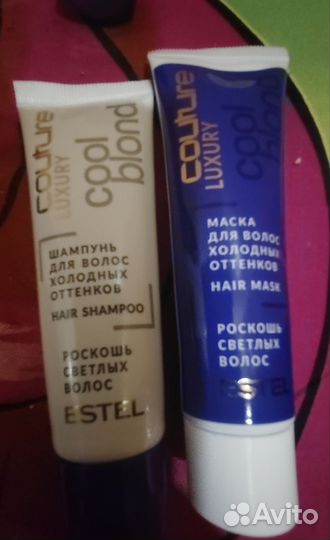 couture
LUXURY
cool
blond
ШАМПУНЬ
ДЛЯ ВОЛОС
ХОЛОДНЫХ
ОТТЕНКОВ
HAIR SHAMPOO
РОСКОШЬ
СВЕТЛЫХ
ВОЛОС
ESTEL
couture
LUXURY
cool
blond
МАСКА
ДЛЯ ВОЛОС
ХОЛОДНЫХ
ОТТЕНКОВ
HAIR MASK
РОСКОШЬ
СВЕТЛЫХ
ВОЛОС
ESTEL
Avito